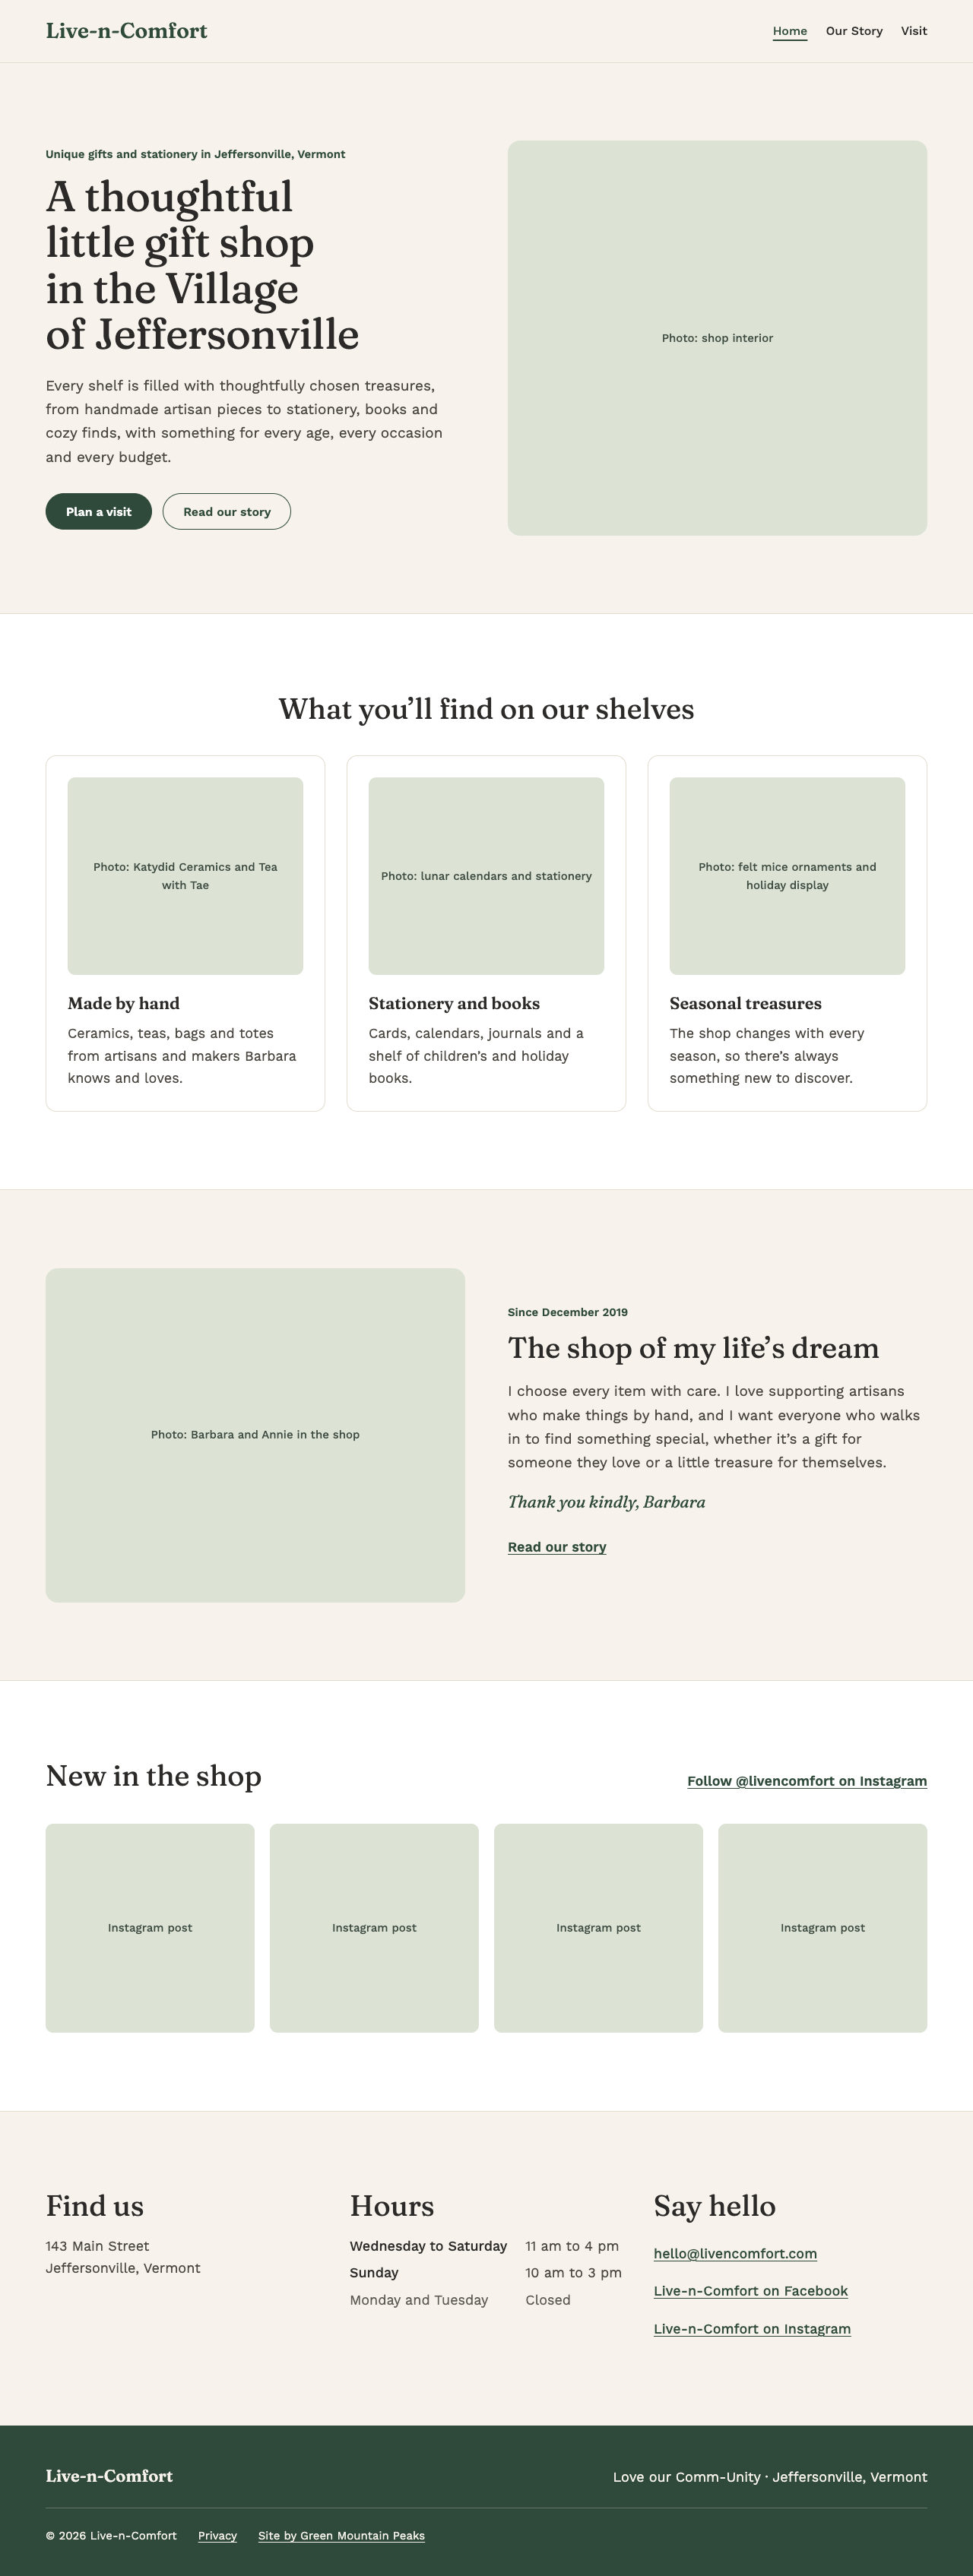 Live-n-Comfort
Home Our Story Visit
Unique gifts and stationery in Jeffersonville, Vermont
A thoughtful
little gift shop
in the Village
of Jeffersonville
Every shelf is filled with thoughtfully chosen treasures,
from handmade artisan pieces to stationery, books and
cozy finds, with something for every age, every occasion
and every budget.
Plan a visit Read our story
Photo: shop interior
What you’ll find on our shelves
Photo: Katydid Ceramics and Tea
with Tae
Made by hand
Ceramics, teas, bags and totes
from artisans and makers Barbara
knows and loves.
Photo: lunar calendars and stationery
Stationery and books
Cards, calendars, journals and a
shelf of children’s and holiday
books.
Photo: felt mice ornaments and
holiday display
Seasonal treasures
The shop changes with every
season, so there’s always
something new to discover.
Photo: Barbara and Annie in the shop
Since December 2019
The shop of my life’s dream
I choose every item with care. I love supporting artisans
who make things by hand, and I want everyone who walks
in to find something special, whether it’s a gift for
someone they love or a little treasure for themselves.
Thank you kindly, Barbara
Read our story
New in the shop
Follow @livencomfort on Instagram
Instagram post
Instagram post
Instagram post
Instagram post
Find us
143 Main Street
Jeffersonville, Vermont
Hours
Wednesday to Saturday 11 am to 4 pm
Sunday 10 am to 3 pm
Monday and Tuesday Closed
Say hello
hello@livencomfort.com
Live-n-Comfort on Facebook
Live-n-Comfort on Instagram
Live-n-Comfort
Love our Comm-Unity · Jeffersonville, Vermont
© 2026 Live-n-Comfort Privacy Site by Green Mountain Peaks